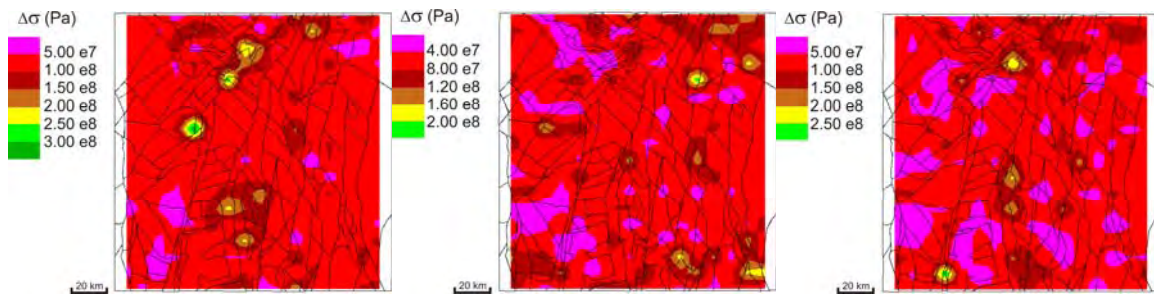 Δσ (Pa)
5.00 e7
1.00 e8
1.50 e8
2.00 e8
2.50 e8
3.00 e8
20 km
Δσ (Pa)
4.00 e7
8.00 e7
1.20 e8
1.60 e8
2.00 e8
20 km
Δσ (Pa)
5.00 e7
1.00 e8
1.50 e8
2.00 e8
2.50 e8
20 km